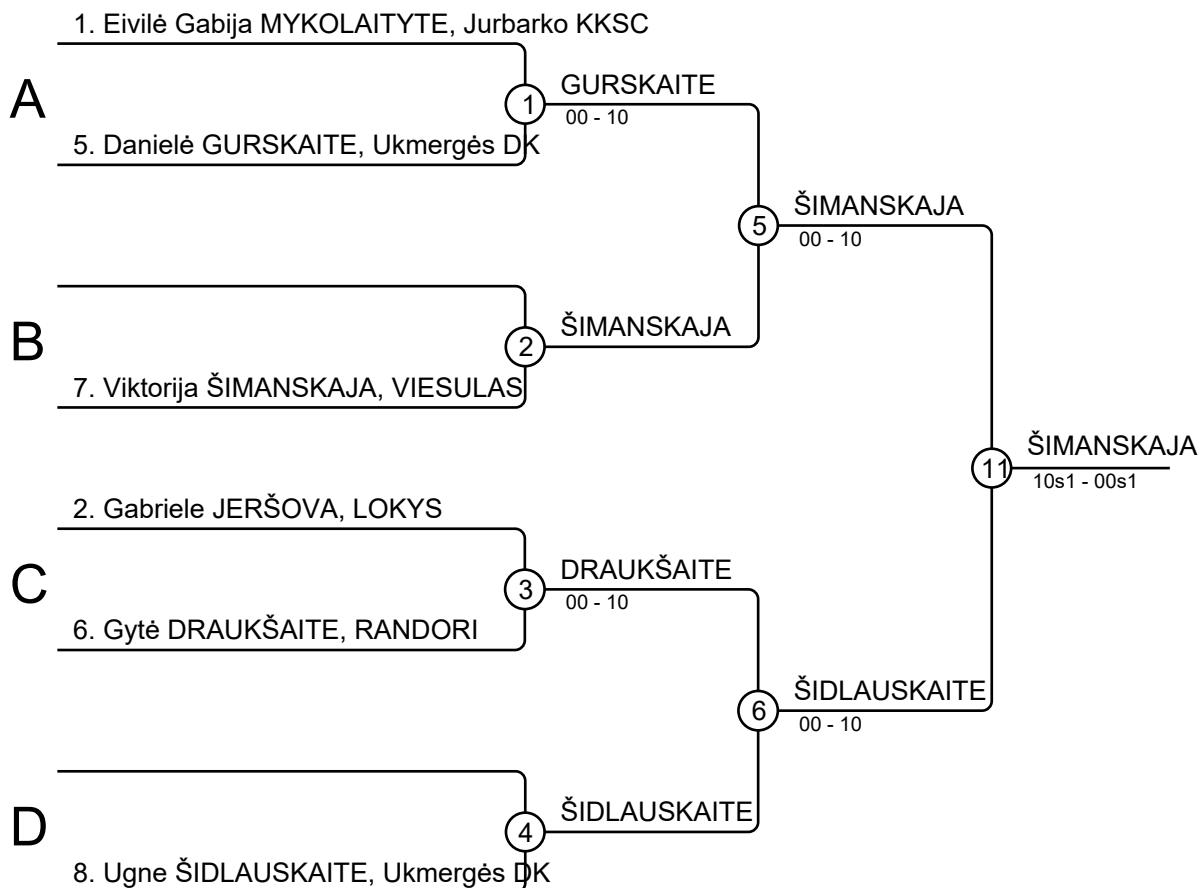 1. Eivilė Gabija MYKOLAITYTE, Jurbarko KKSC
A
1
GURSKAITE
00 - 10
5. Danielė GURSKAITE, Ukmergės DK
5
ŠIMANSKAJA
00 - 10
B
2
ŠIMANSKAJA
7. Viktorija ŠIMANSKAJA, VIESULAS
11
ŠIMANSKAJA
10s1 - 00s1
2. Gabriele JERŠOVA, LOKYS
C
3
DRAUKŠAITE
00 - 10
6. Gytė DRAUKŠAITE, RANDORI
6
ŠIDLAUSKAITE
00 - 10
D
4
ŠIDLAUSKAITE
8. Ugne ŠIDLAUSKAITE, Ukmergės DK